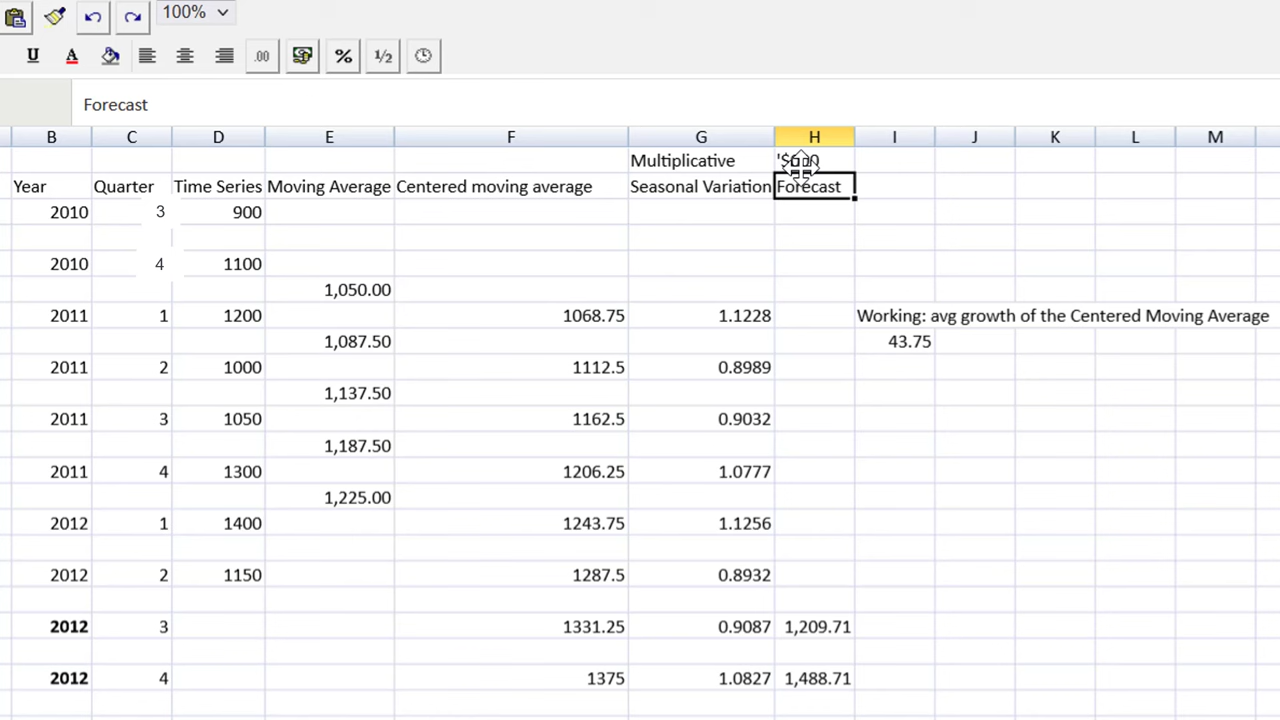 100%
U A .00 % 1/2
Forecast
B C D E F G H I J K L M
Multiplicative
Year Quarter Time Series Moving Average Centered moving average Seasonal Variation Forecast
2010 3 900
2010 4 1100
1,050.00
2011 1 1200 1068.75 1.1228 Working: avg growth of the Centered Moving Average
1,087.50 43.75
2011 2 1000 1112.5 0.8989
1,137.50
2011 3 1050 1162.5 0.9032
1,187.50
2011 4 1300 1206.25 1.0777
1,225.00
2012 1 1400 1243.75 1.1256
2012 2 1150 1287.5 0.8932
2012 3 1331.25 0.9087 1,209.71
2012 4 1375 1.0827 1,488.71